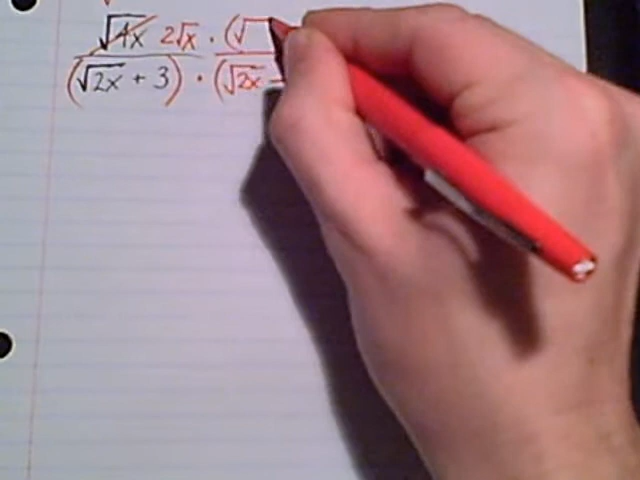 √4x 2√x · (√
(√2x + 3) · (√2x